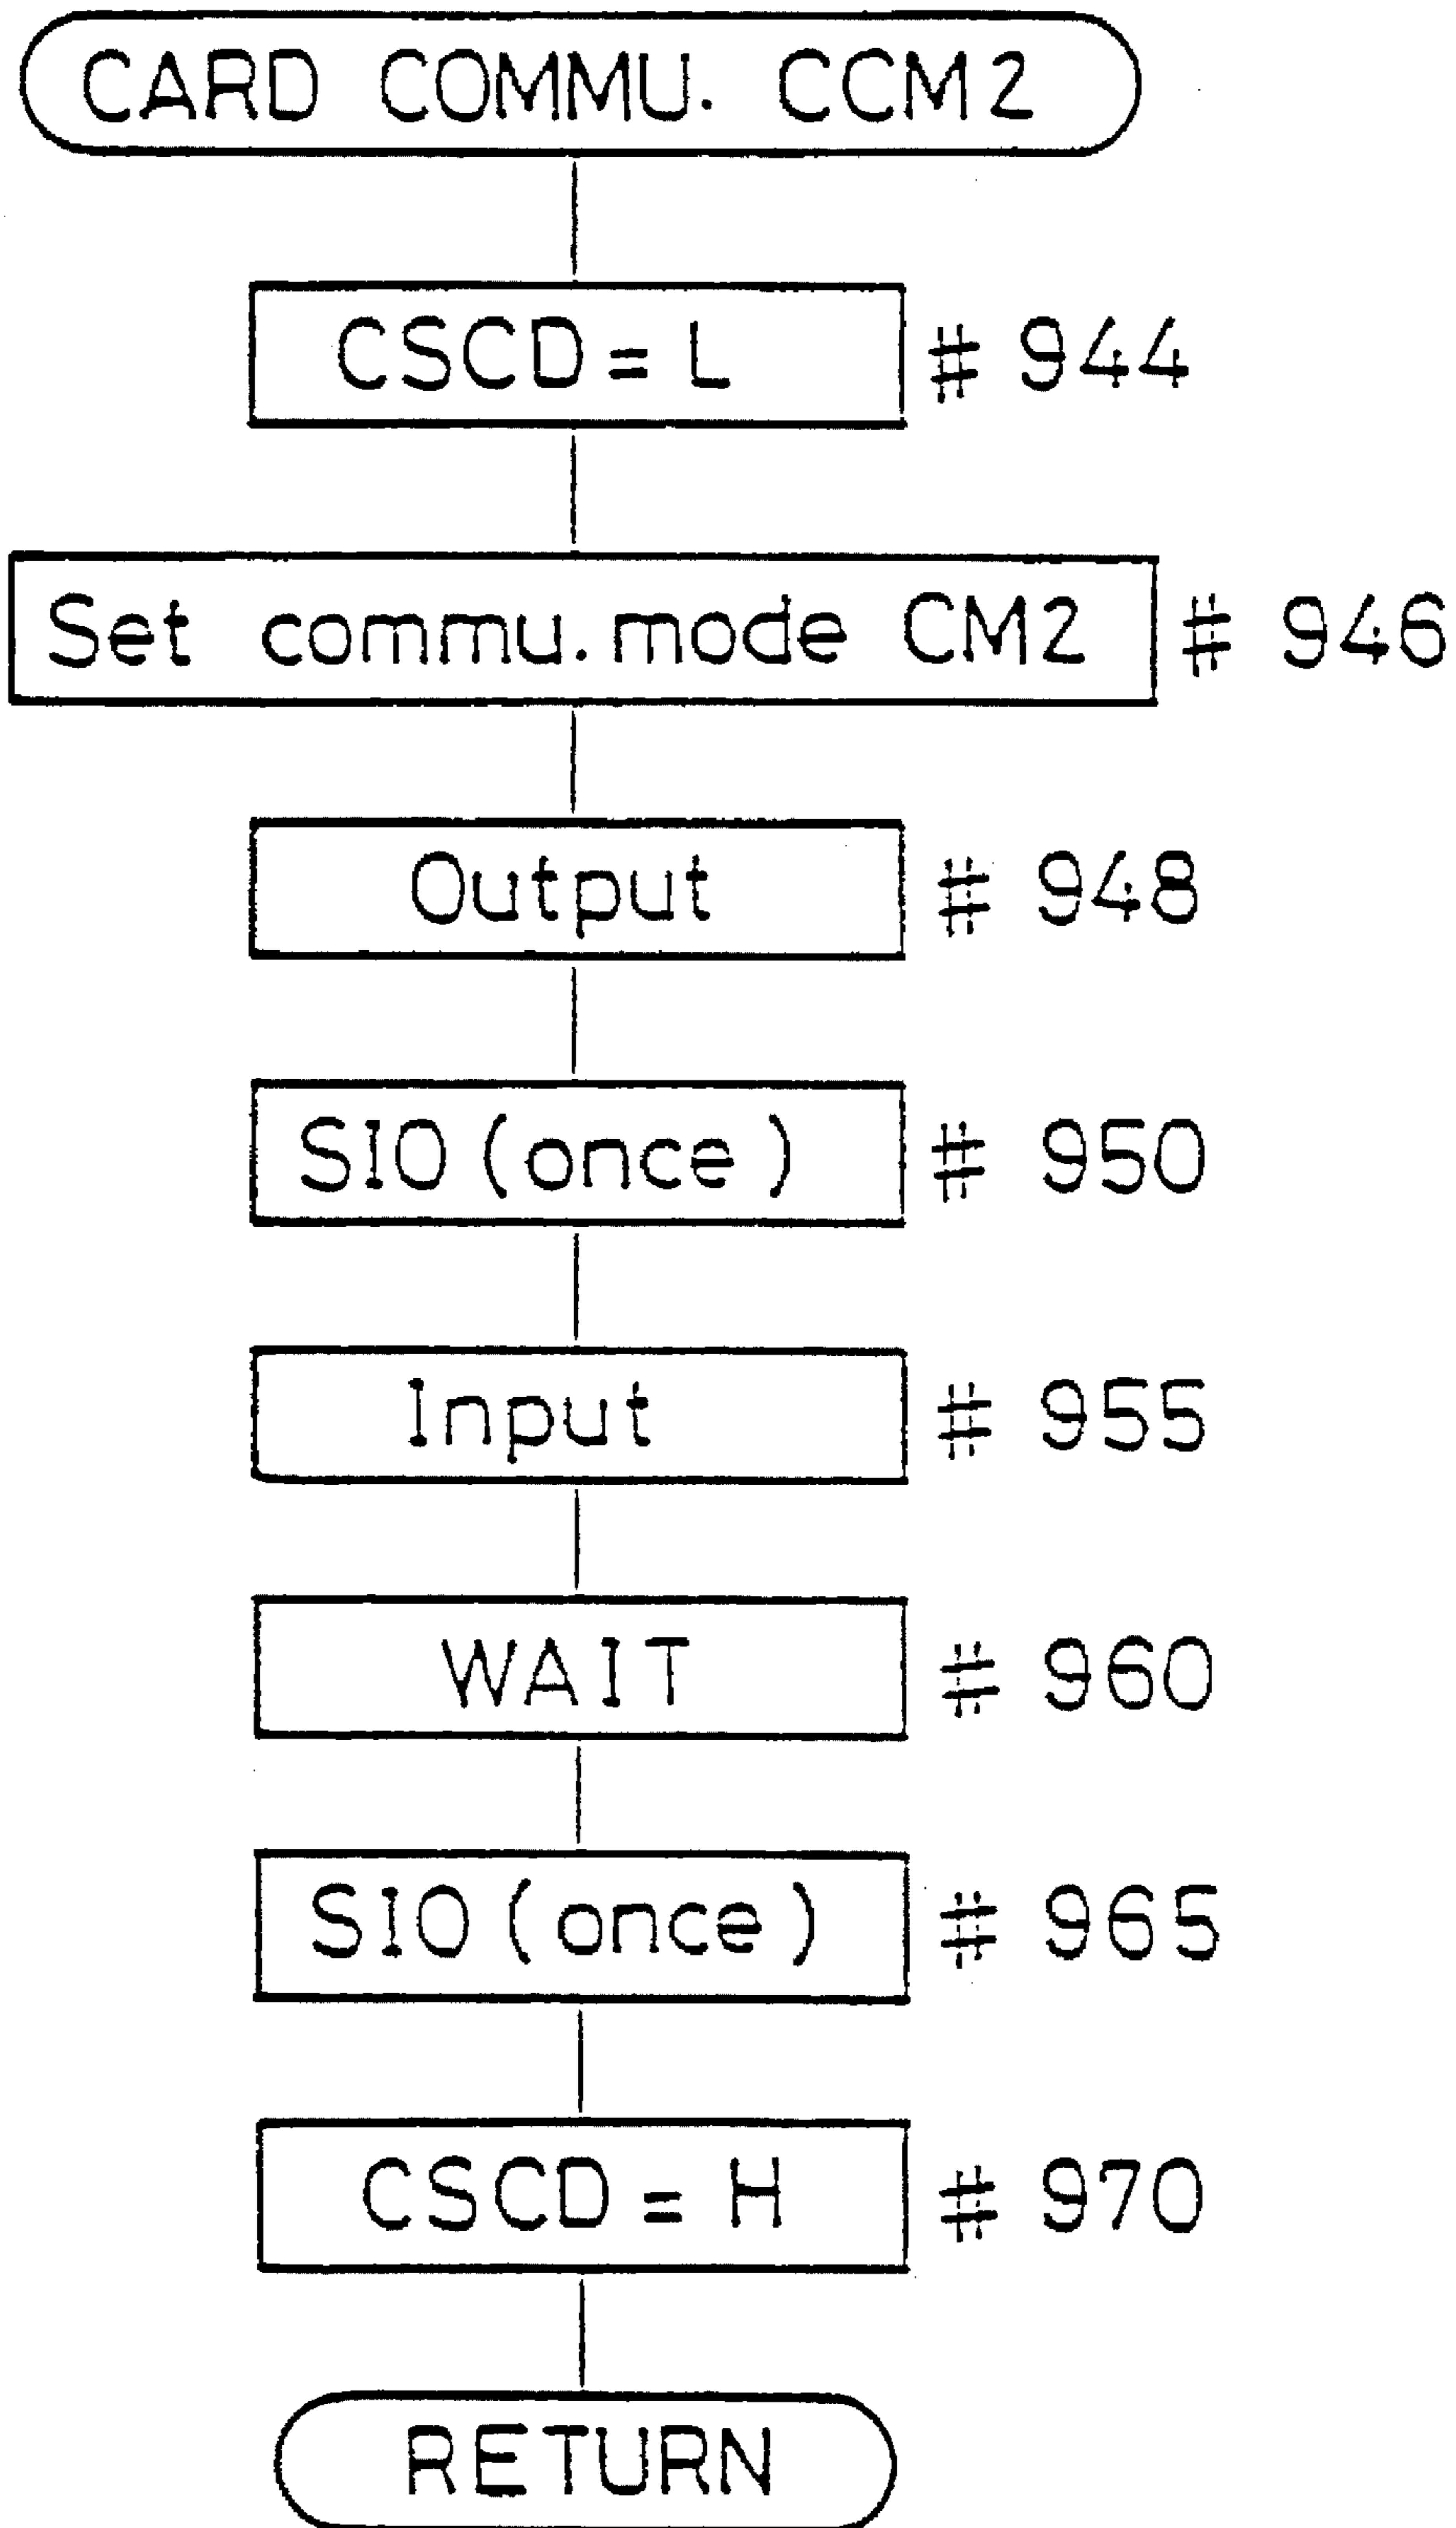 CARD COMMU. CCM2
CSCD = L # 944
Set commu. mode CM2 # 946
Output # 948
SIO (once) # 950
Input # 955
WAIT # 960
SIO (once) # 965
CSCD = H # 970
RETURN